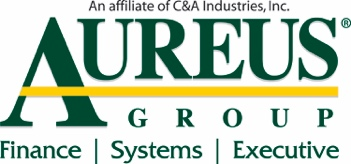 An affiliate of C&A Industries, Inc.
AUREUS®
GROUP
Finance | Systems | Executive